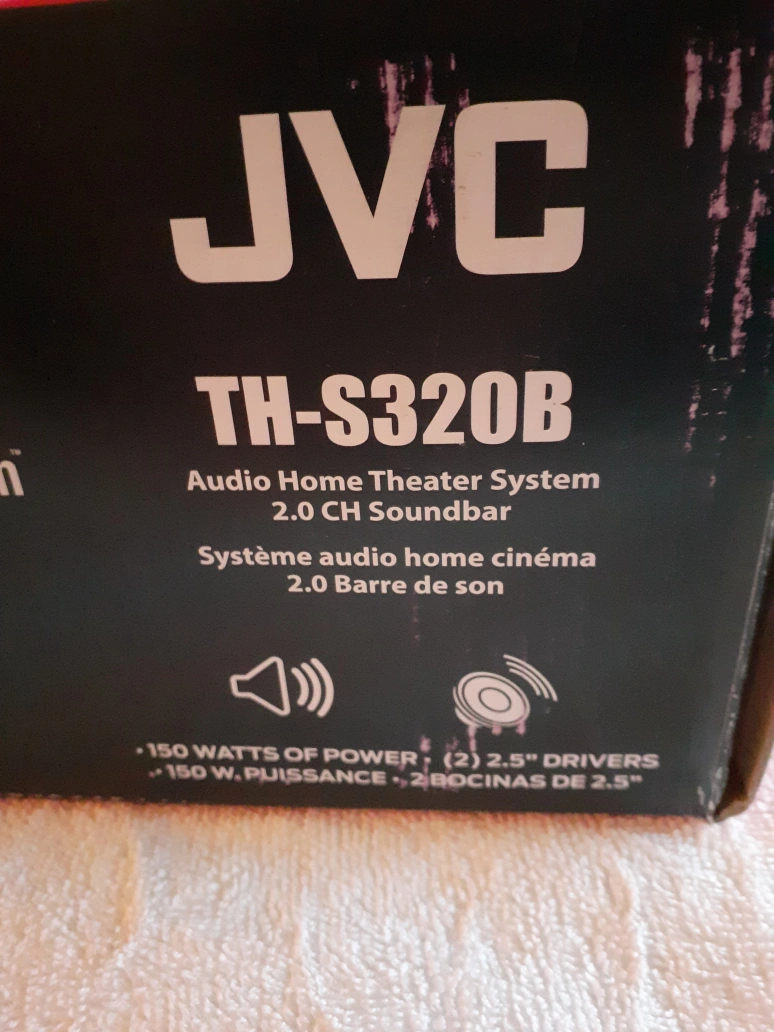 JVC
TH-S320B
Audio Home Theater System
2.0 CH Soundbar
Système audio home cinéma
2.0 Barre de son
• 150 WATTS OF POWER • (2) 2.5" DRIVERS
• 150 W. PUISSANCE • 2 BOCINAS DE 2.5"